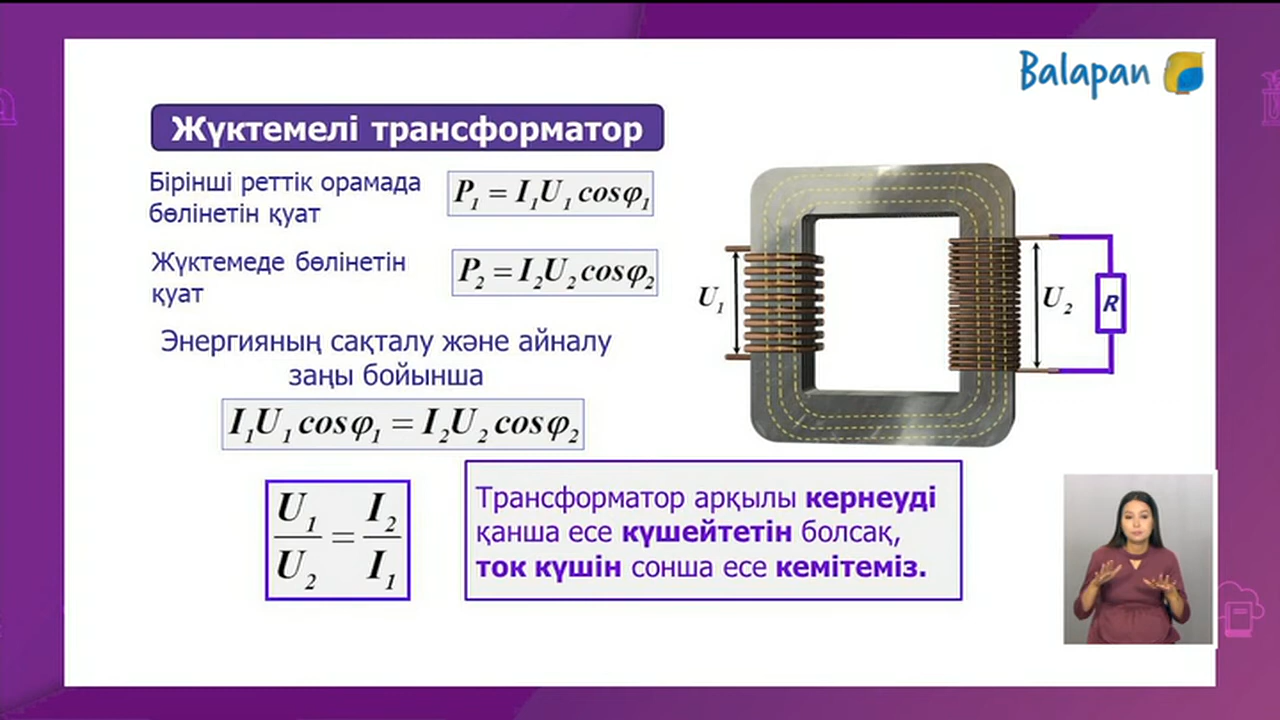 Balapan
Жүктемелі трансформатор
Бірінші реттік орамада
бөлінетін қуат
P₁ = I₁U₁ cosφ₁
Жүктемеде бөлінетін
қуат
P₂ = I₂U₂ cosφ₂
Энергияның сақталу және айналу
заңы бойынша
I₁U₁ cosφ₁ = I₂U₂ cosφ₂
U₁/U₂ = I₂/I₁
Трансформатор арқылы кернеуді
қанша есе күшейтетін болсақ,
ток күшін сонша есе кемітеміз.
U₁
U₂
R